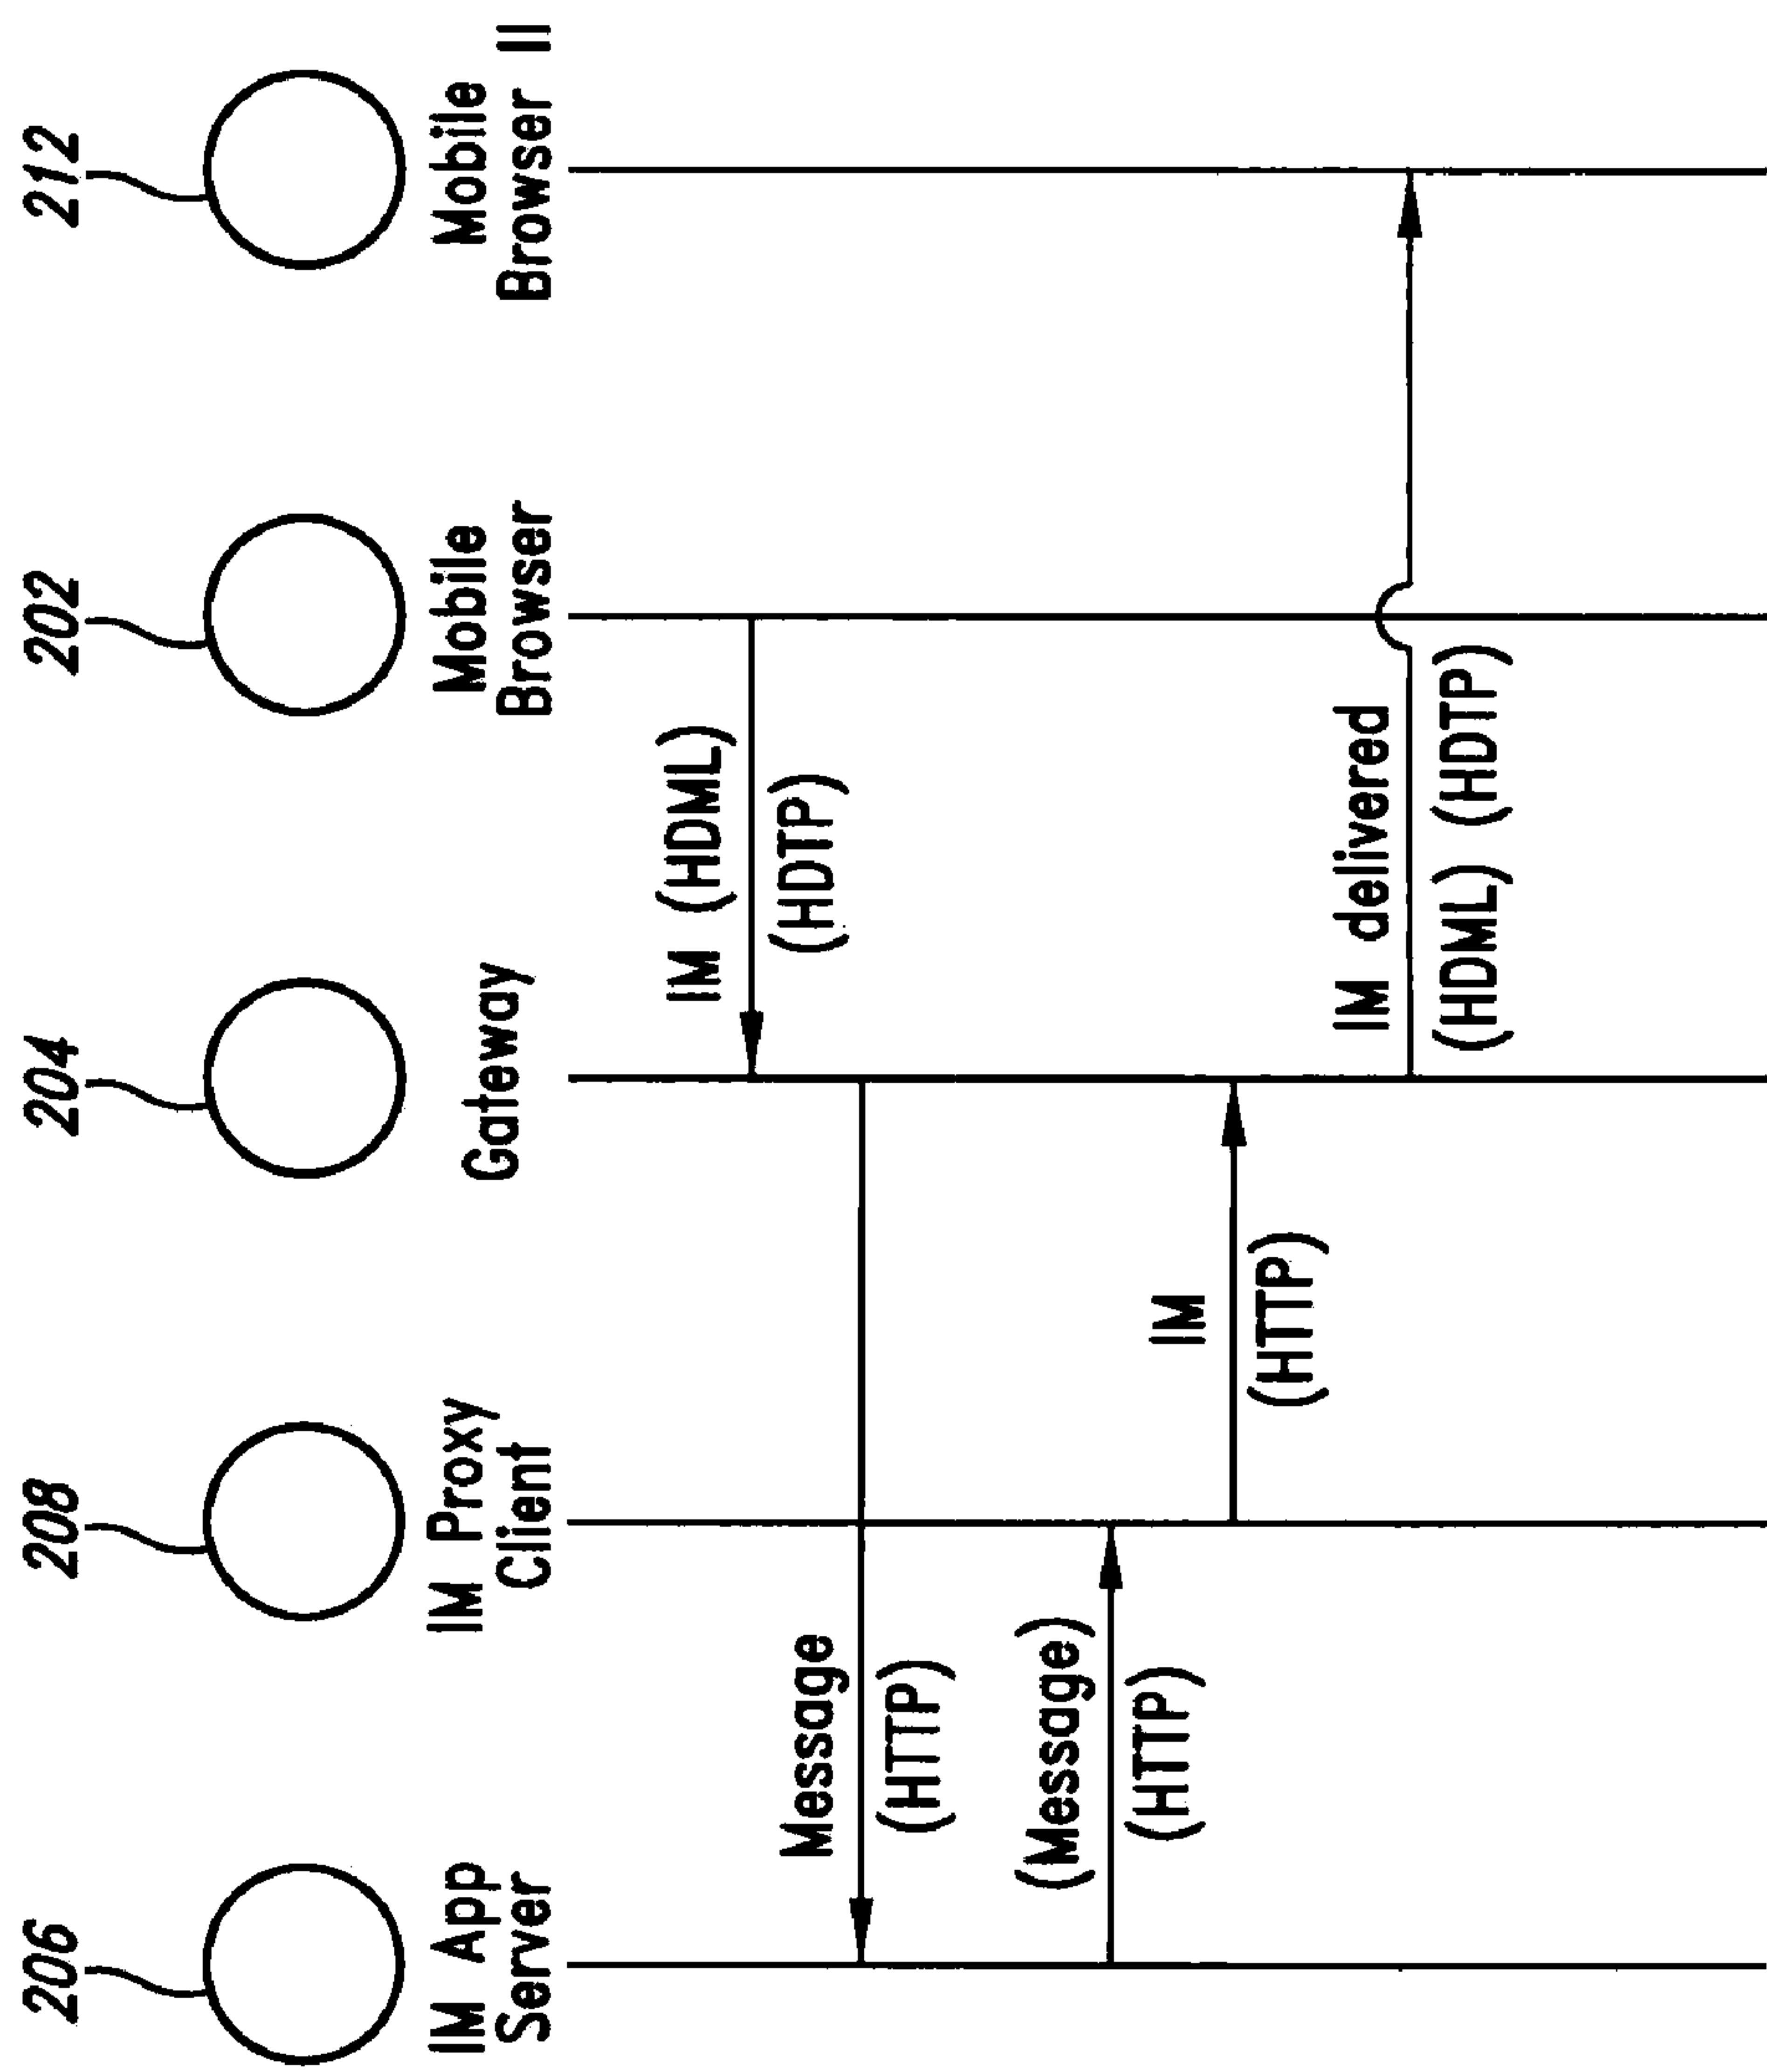 206
208
204
202
212
IM App
Server
IM Proxy
Client
Gateway
Mobile
Browser
Mobile
Browser II
IM (HDML)
(HDTP)
Message
(HTTP)
(Message)
(HTTP)
IM
(HTTP)
IM delivered
(HDML) (HDTP)